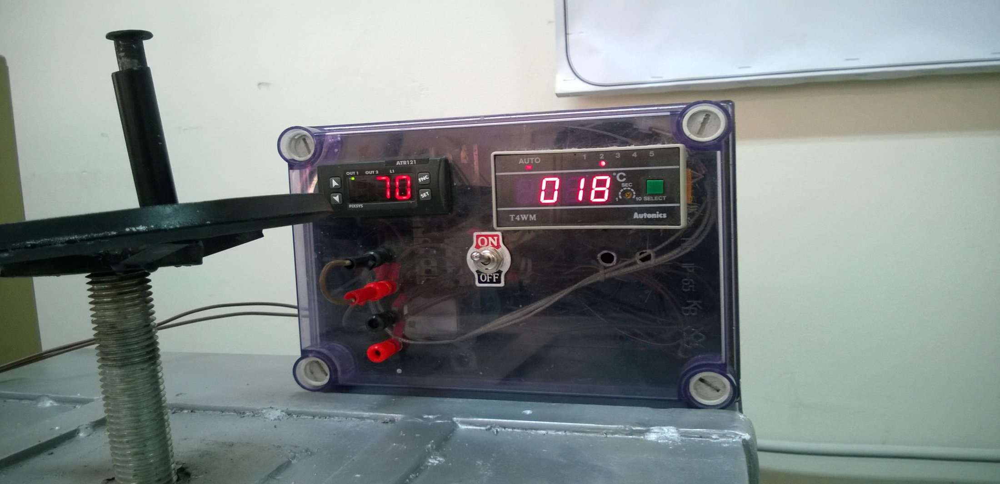 ATR121
OUT 1 OUT 2 L1
70
FNC
SET
PIXSYS
AUTO 1 2 3 4 5
018 °C
SEC
1 10 SELECT
T4WM Autonics
ON
OFF
IP 65